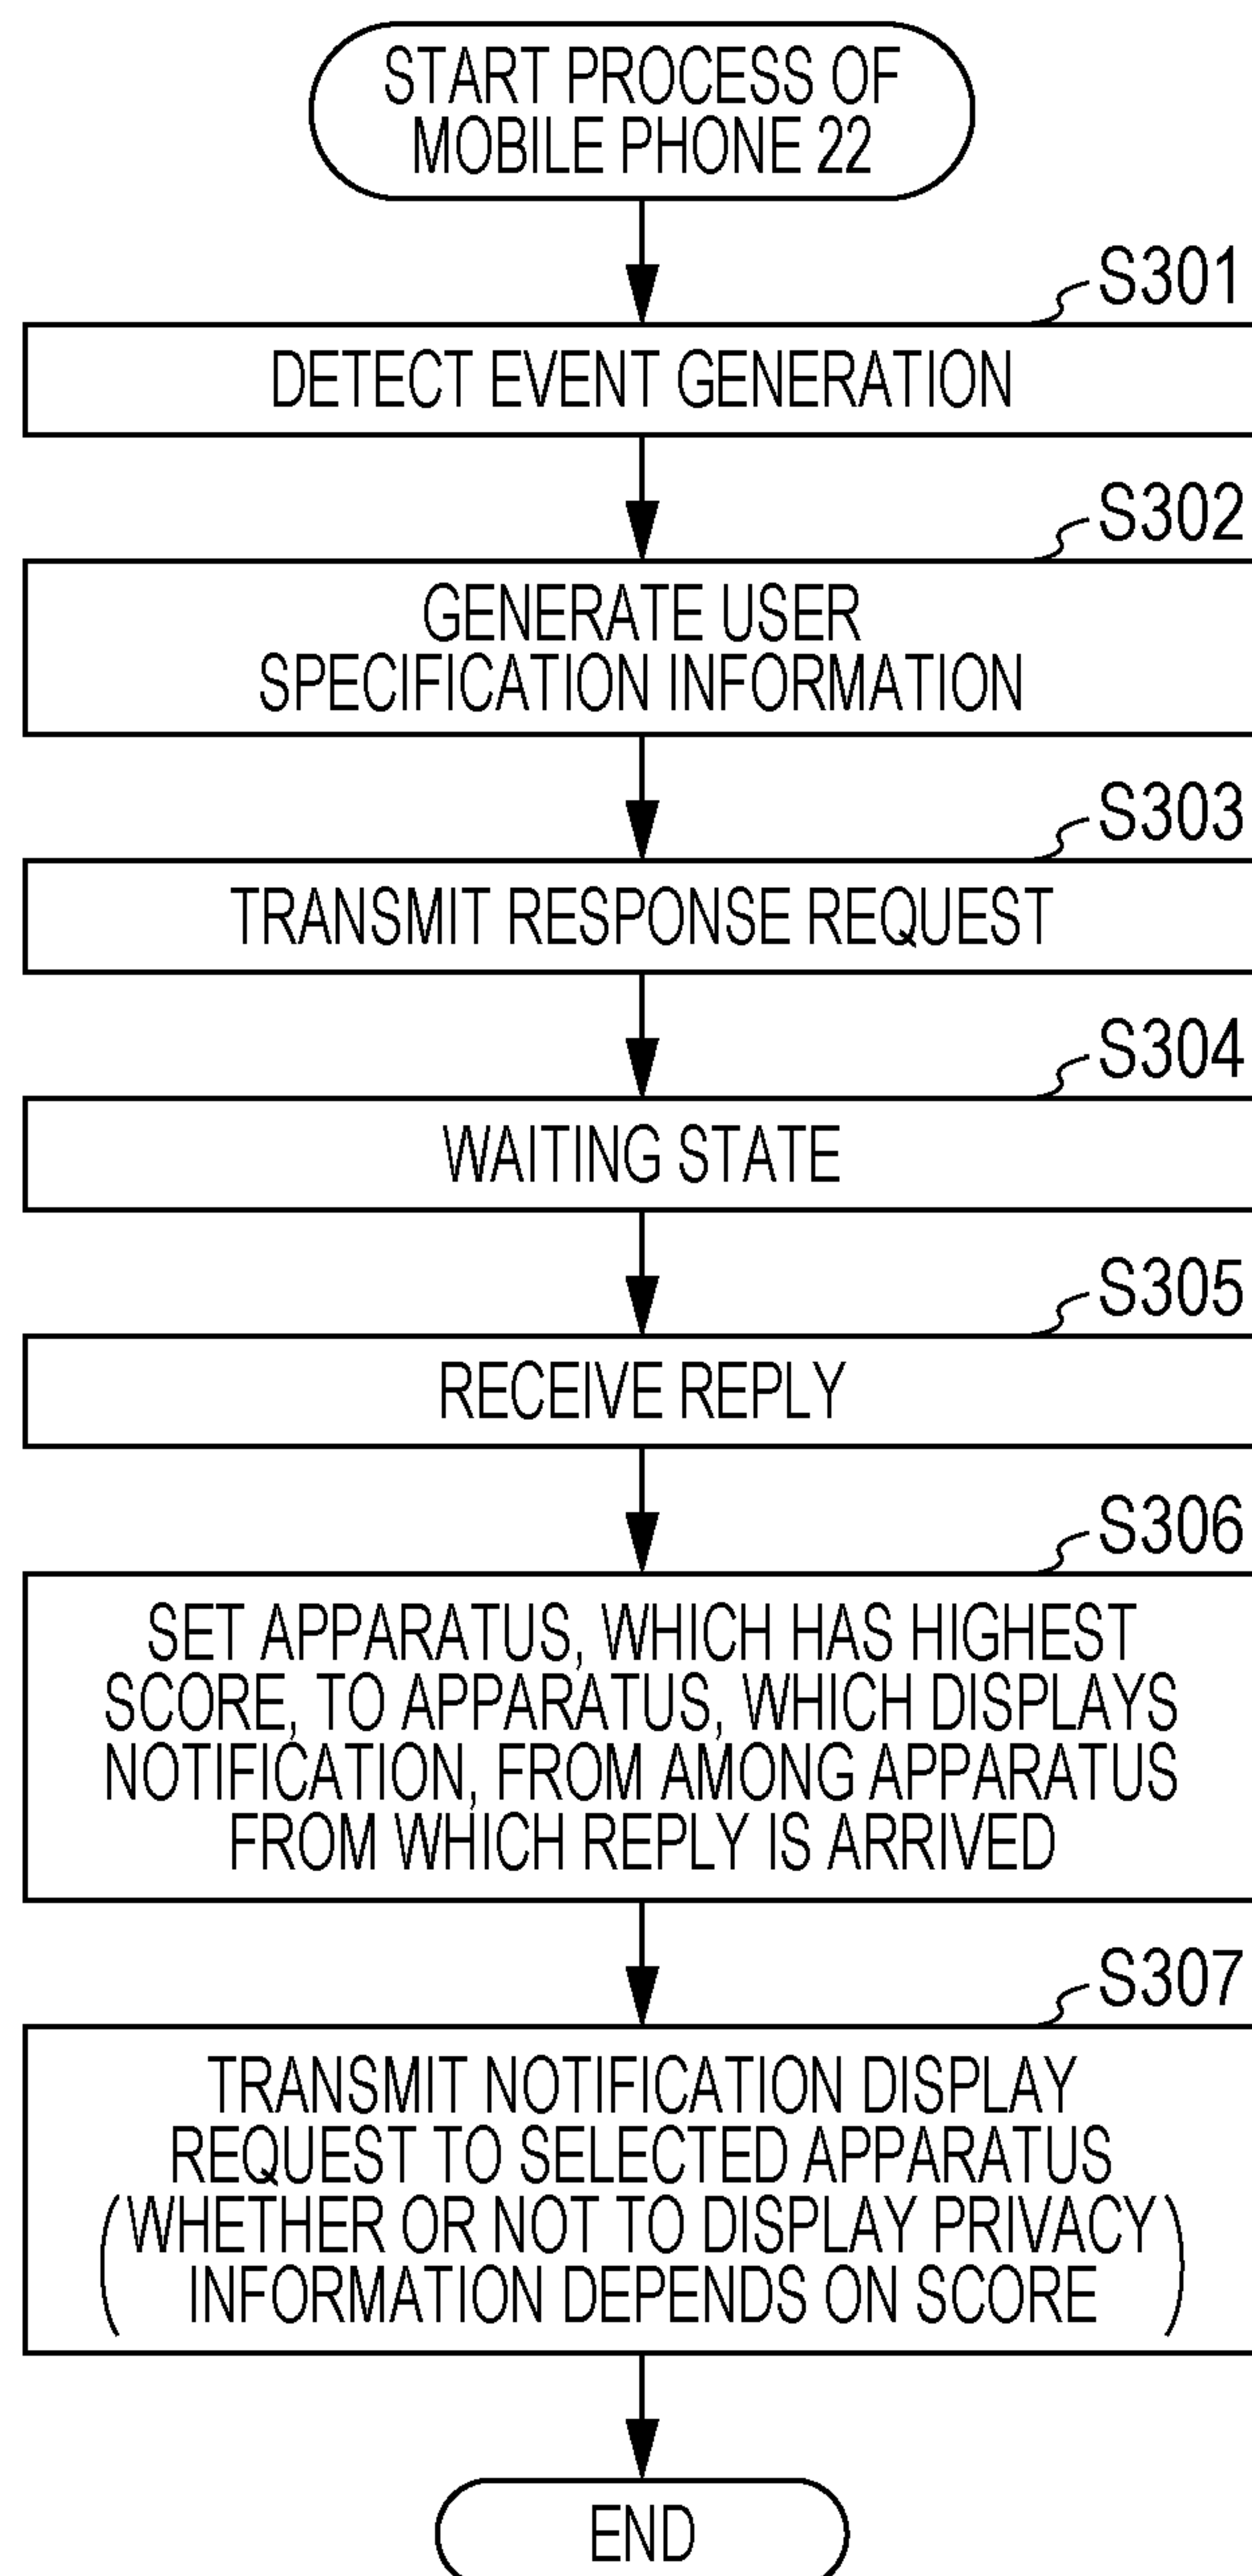 START PROCESS OF
MOBILE PHONE 22
S301
DETECT EVENT GENERATION
S302
GENERATE USER
SPECIFICATION INFORMATION
S303
TRANSMIT RESPONSE REQUEST
S304
WAITING STATE
S305
RECEIVE REPLY
S306
SET APPARATUS, WHICH HAS HIGHEST
SCORE, TO APPARATUS, WHICH DISPLAYS
NOTIFICATION, FROM AMONG APPARATUS
FROM WHICH REPLY IS ARRIVED
S307
TRANSMIT NOTIFICATION DISPLAY
REQUEST TO SELECTED APPARATUS
(WHETHER OR NOT TO DISPLAY PRIVACY
INFORMATION DEPENDS ON SCORE)
END